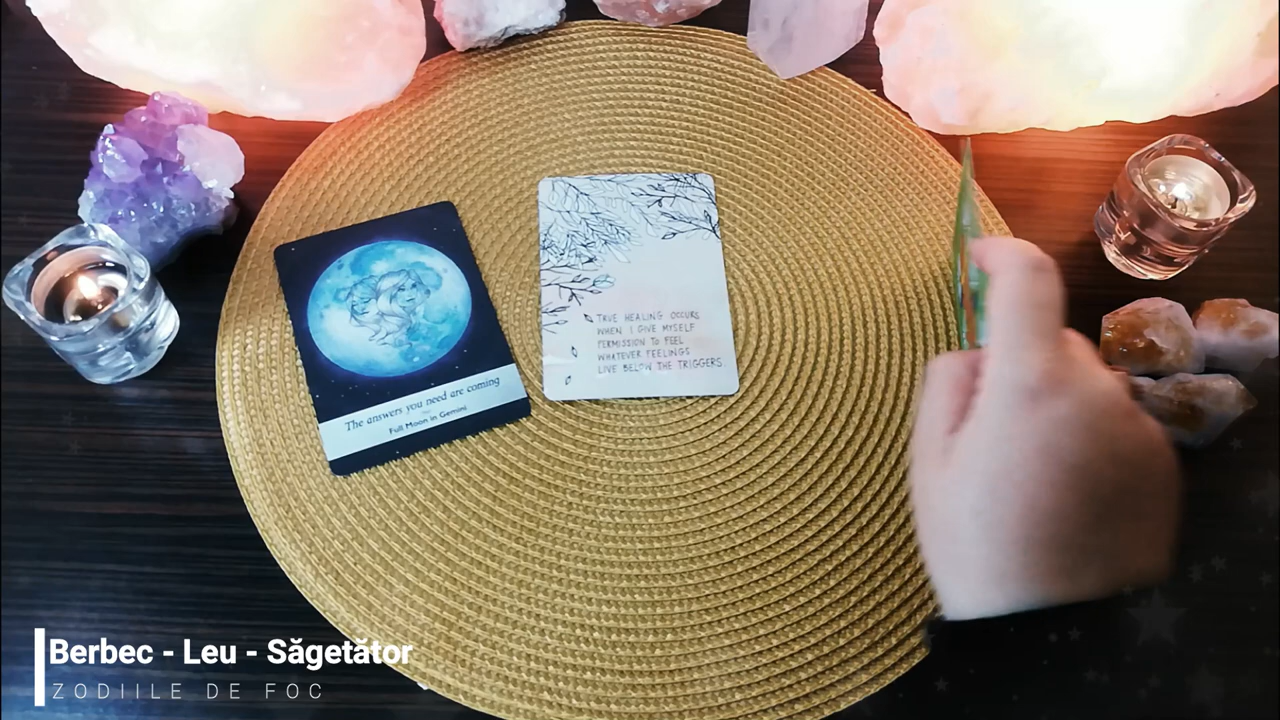 The answers you need are coming
Full Moon in Gemini
TRUE HEALING OCCURS
WHEN I GIVE MYSELF
PERMISSION TO FEEL
WHATEVER FEELINGS
LIVE BELOW THE TRIGGERS.
Berbec - Leu - Săgetător
ZODIILE DE FOC